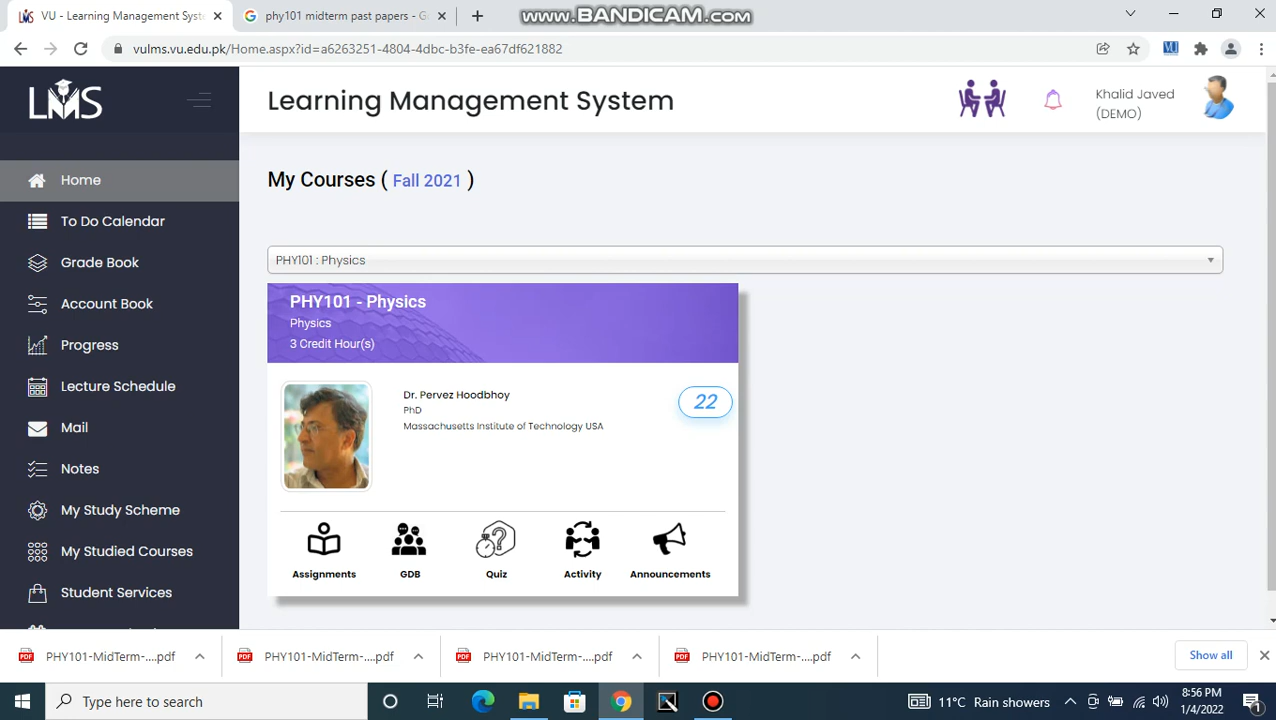 VU - Learning Management Syste
phy101 midterm past papers - G
www.BANDICAM.com
vulms.vu.edu.pk/Home.aspx?id=a6263251-4804-4dbc-b3fe-ea67df621882
LMS
Learning Management System
Khalid Javed
(DEMO)
Home
My Courses ( Fall 2021 )
To Do Calendar
Grade Book
PHY101 : Physics
Account Book
PHY101 - Physics
Physics
3 Credit Hour(s)
Progress
Lecture Schedule
Dr. Pervez Hoodbhoy
PhD
Massachusetts Institute of Technology USA
22
Mail
Notes
My Study Scheme
My Studied Courses
Student Services
Assignments
GDB
Quiz
Activity
Announcements
PHY101-MidTerm-....pdf
PHY101-MidTerm-....pdf
PHY101-MidTerm-....pdf
PHY101-MidTerm-....pdf
Show all
Type here to search
11°C Rain showers
8:56 PM
1/4/2022
1